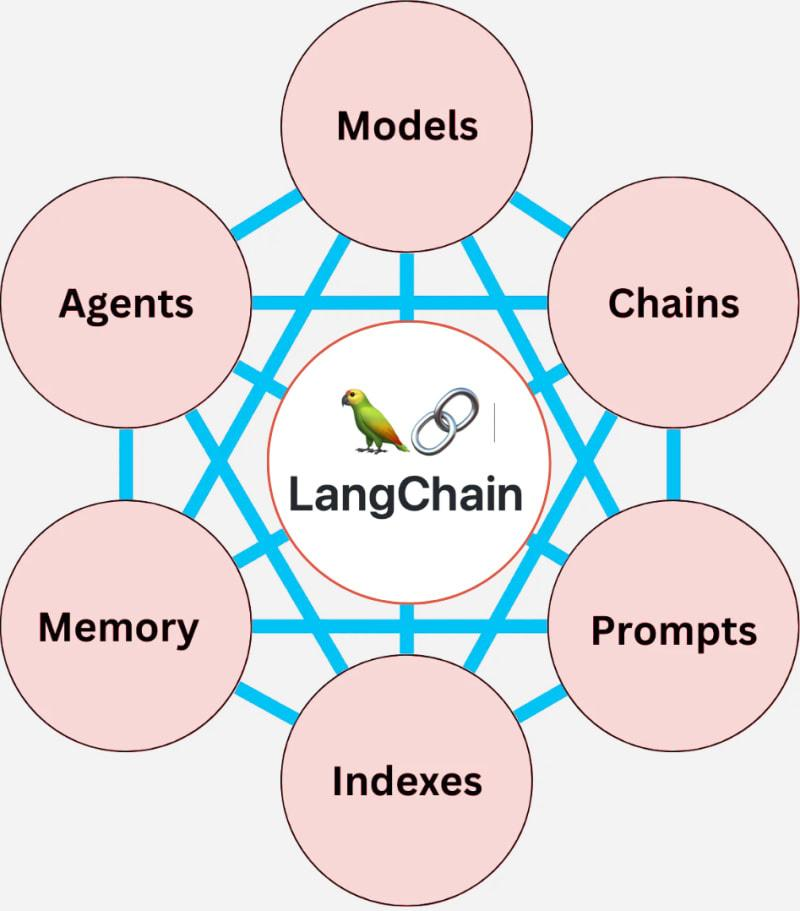 Models
Agents
Chains
LangChain
Memory
Prompts
Indexes